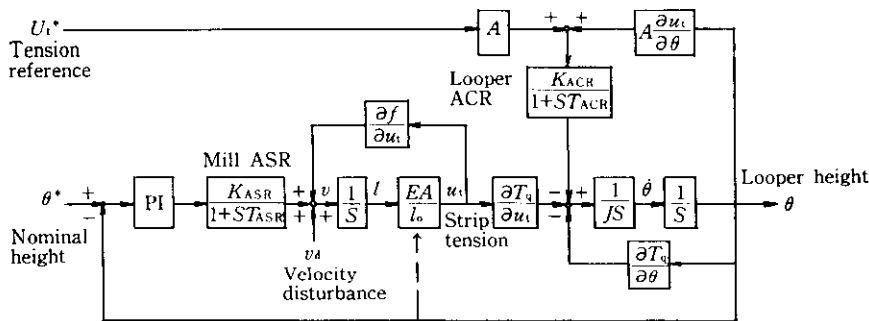 U_t*
Tension
reference
A
+ +
A ∂u_t/∂θ
Looper
ACR
K_ACR
1+ST_ACR
∂f
∂u_t
Mill ASR
θ*
+
−
Nominal
height
PI
K_ASR
1+ST_ASR
+ +
+ +
v
1
S
l
EA
l_o
u_t
Strip
tension
∂T_q
∂u_t
− +
−
1
JS
θ̇
1
S
Looper height
θ
v_d
Velocity
disturbance
∂T_q
∂θ